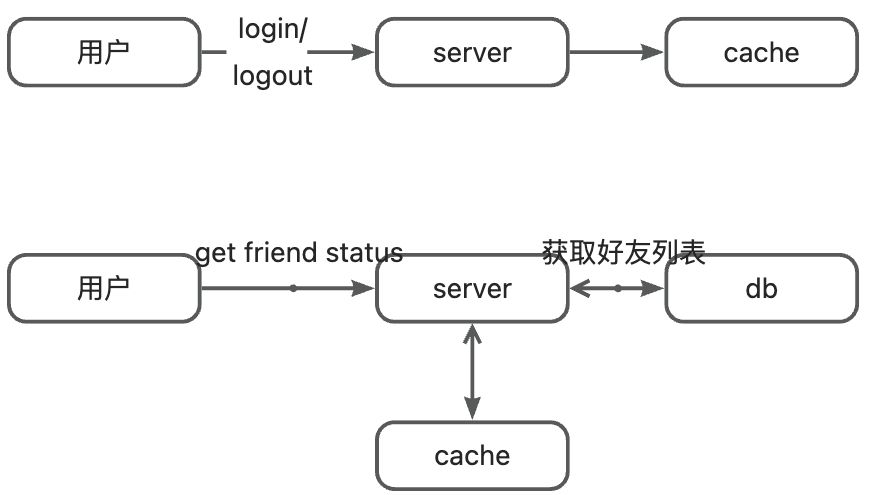 用户
login/
logout
server
cache
用户
get friend status
server
获取好友列表
db
cache